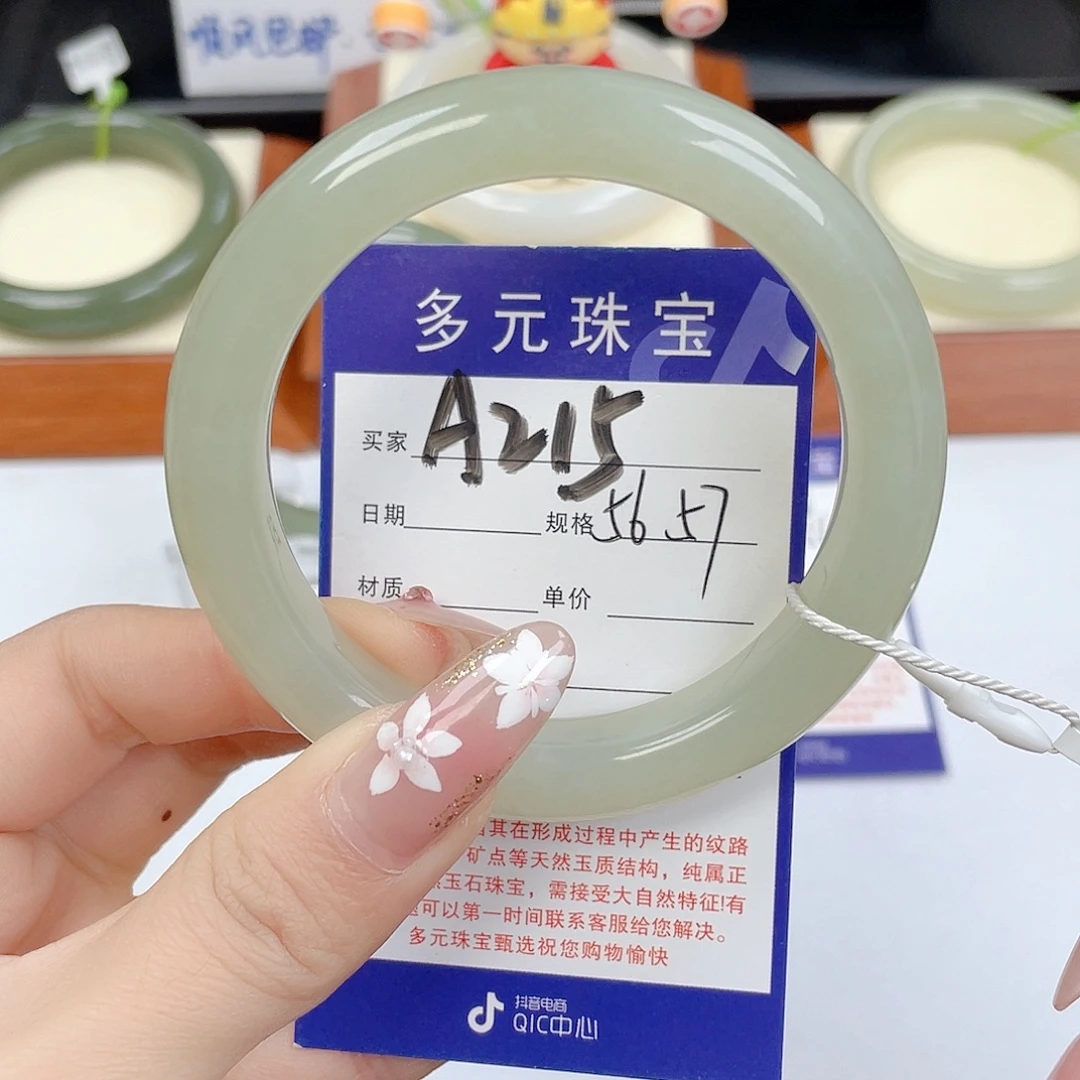 多元珠宝
买家 A215
日期 规格 56.57
材质 单价
其在形成过程中产生的纹路
矿点等天然玉质结构，纯属正
玉石珠宝，需接受大自然特征!有
可以第一时间联系客服给您解决。
多元珠宝甄选祝您购物愉快
抖音电商
QIC中心